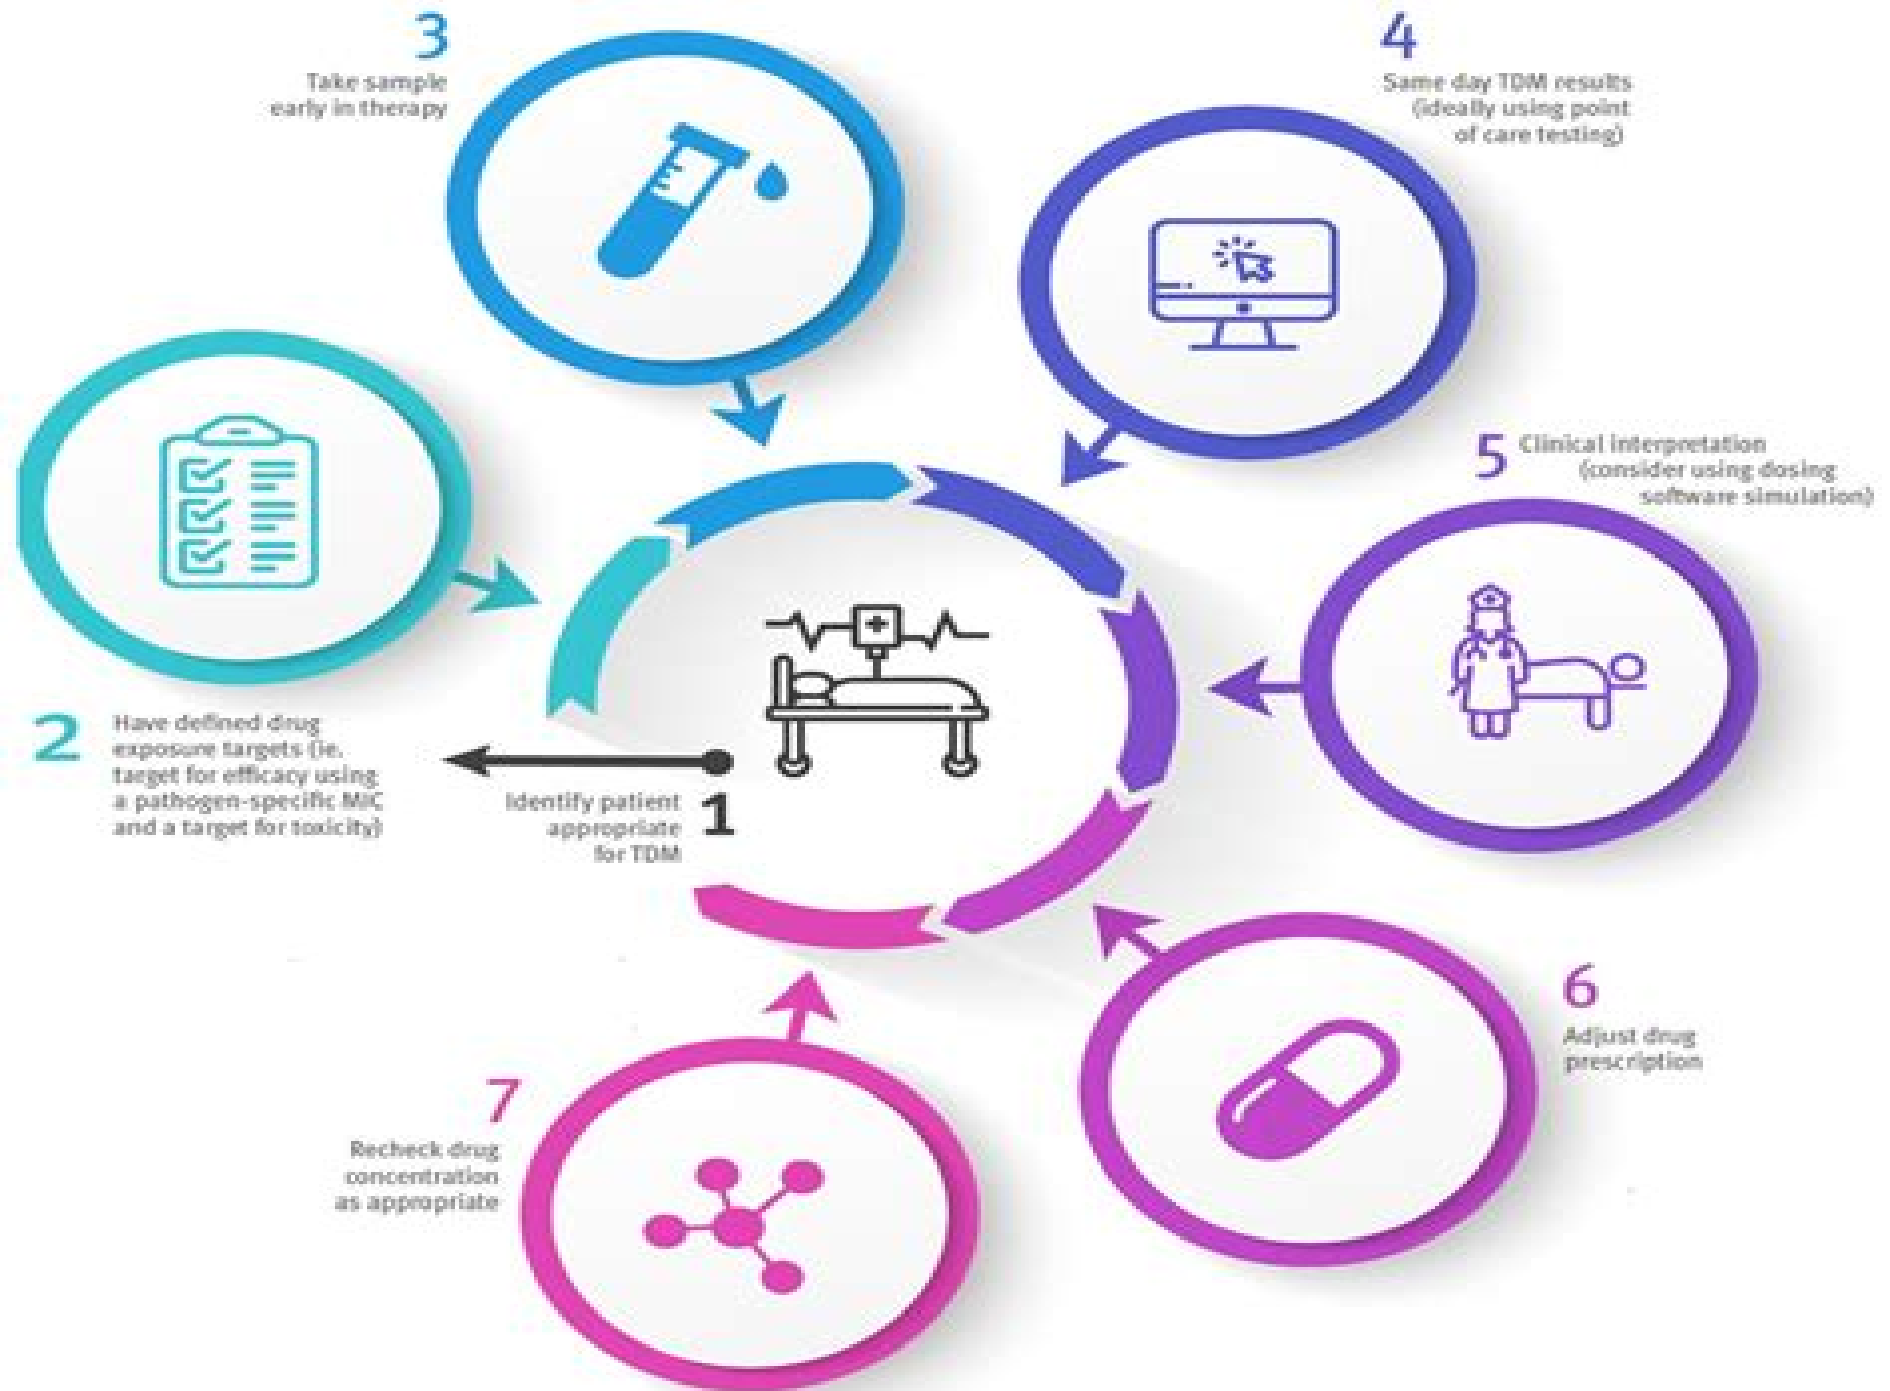 1
Identify patient
appropriate
for TDM
2
Have defined drug
exposure targets (ie.
target for efficacy using
a pathogen-specific MIC
and a target for toxicity)
3
Take sample
early in therapy
4
Same day TDM results
(ideally using point
of care testing)
5
Clinical interpretation
(consider using dosing
software simulation)
6
Adjust drug
prescription
7
Recheck drug
concentration
as appropriate